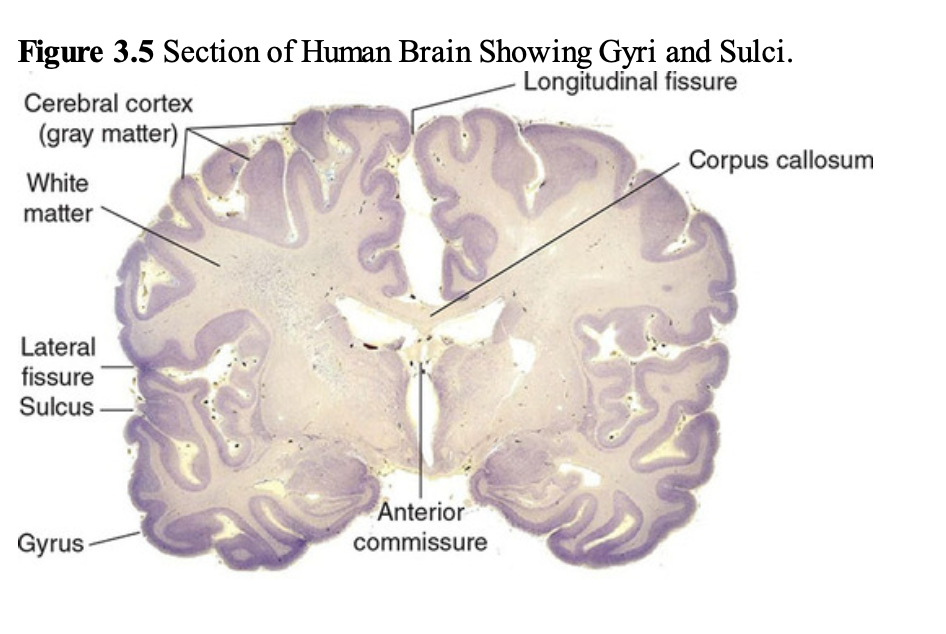 Figure 3.5 Section of Human Brain Showing Gyri and Sulci.
Longitudinal fissure
Cerebral cortex
(gray matter)
Corpus callosum
White
matter
Lateral
fissure
Sulcus
Anterior
commissure
Gyrus